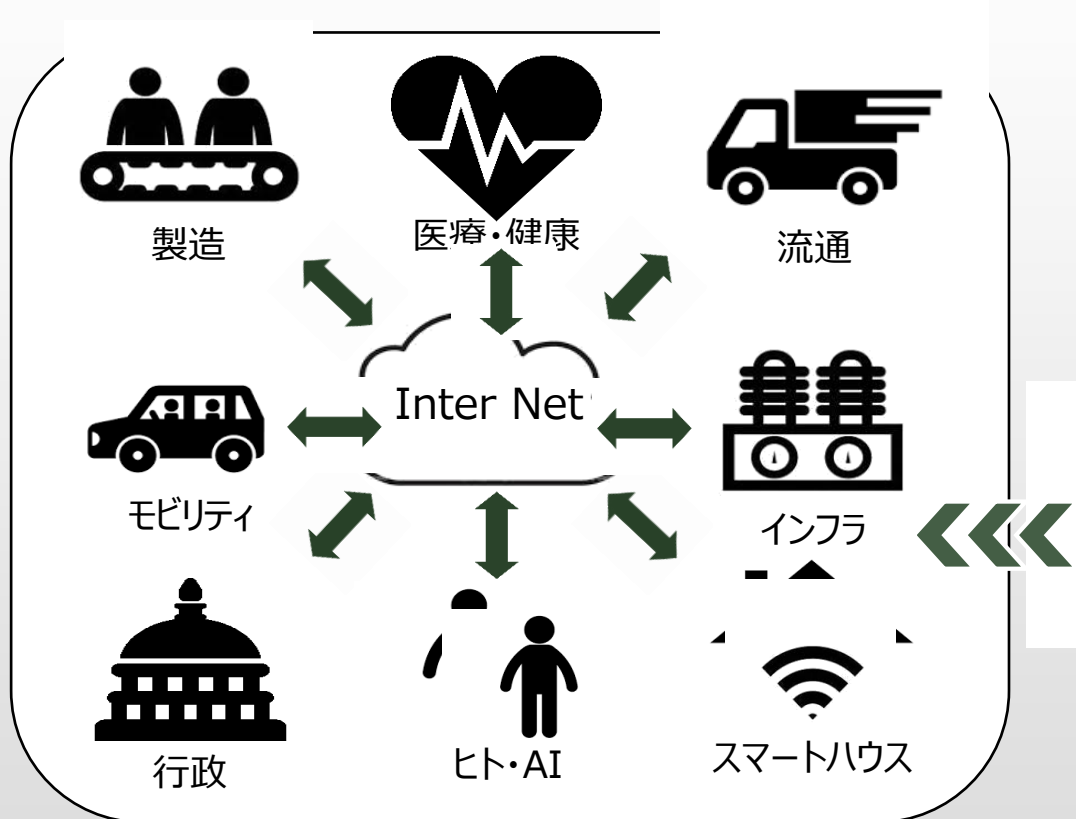 製造
医療・健康
流通
Inter Net
モビリティ
インフラ
行政
ヒト・AI
スマートハウス